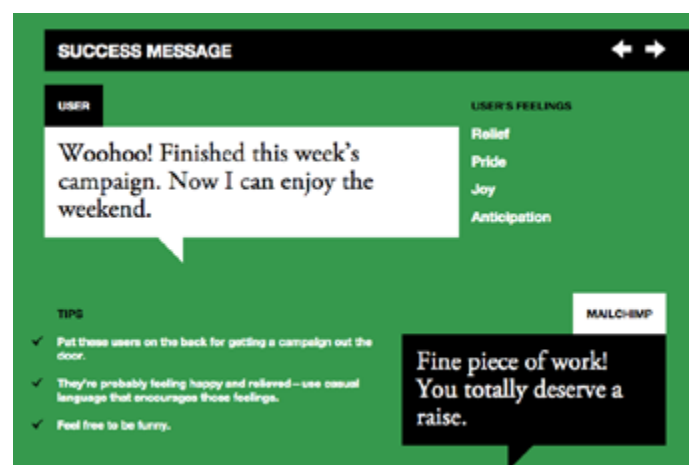 SUCCESS MESSAGE
USER
Woohoo! Finished this week's
campaign. Now I can enjoy the
weekend.
USER'S FEELINGS
Relief
Pride
Joy
Anticipation
TIPS
Pat these users on the back for getting a campaign out the
door.
They're probably feeling happy and relieved—use casual
language that encourages those feelings.
Feel free to be funny.
MAILCHIMP
Fine piece of work!
You totally deserve a
raise.